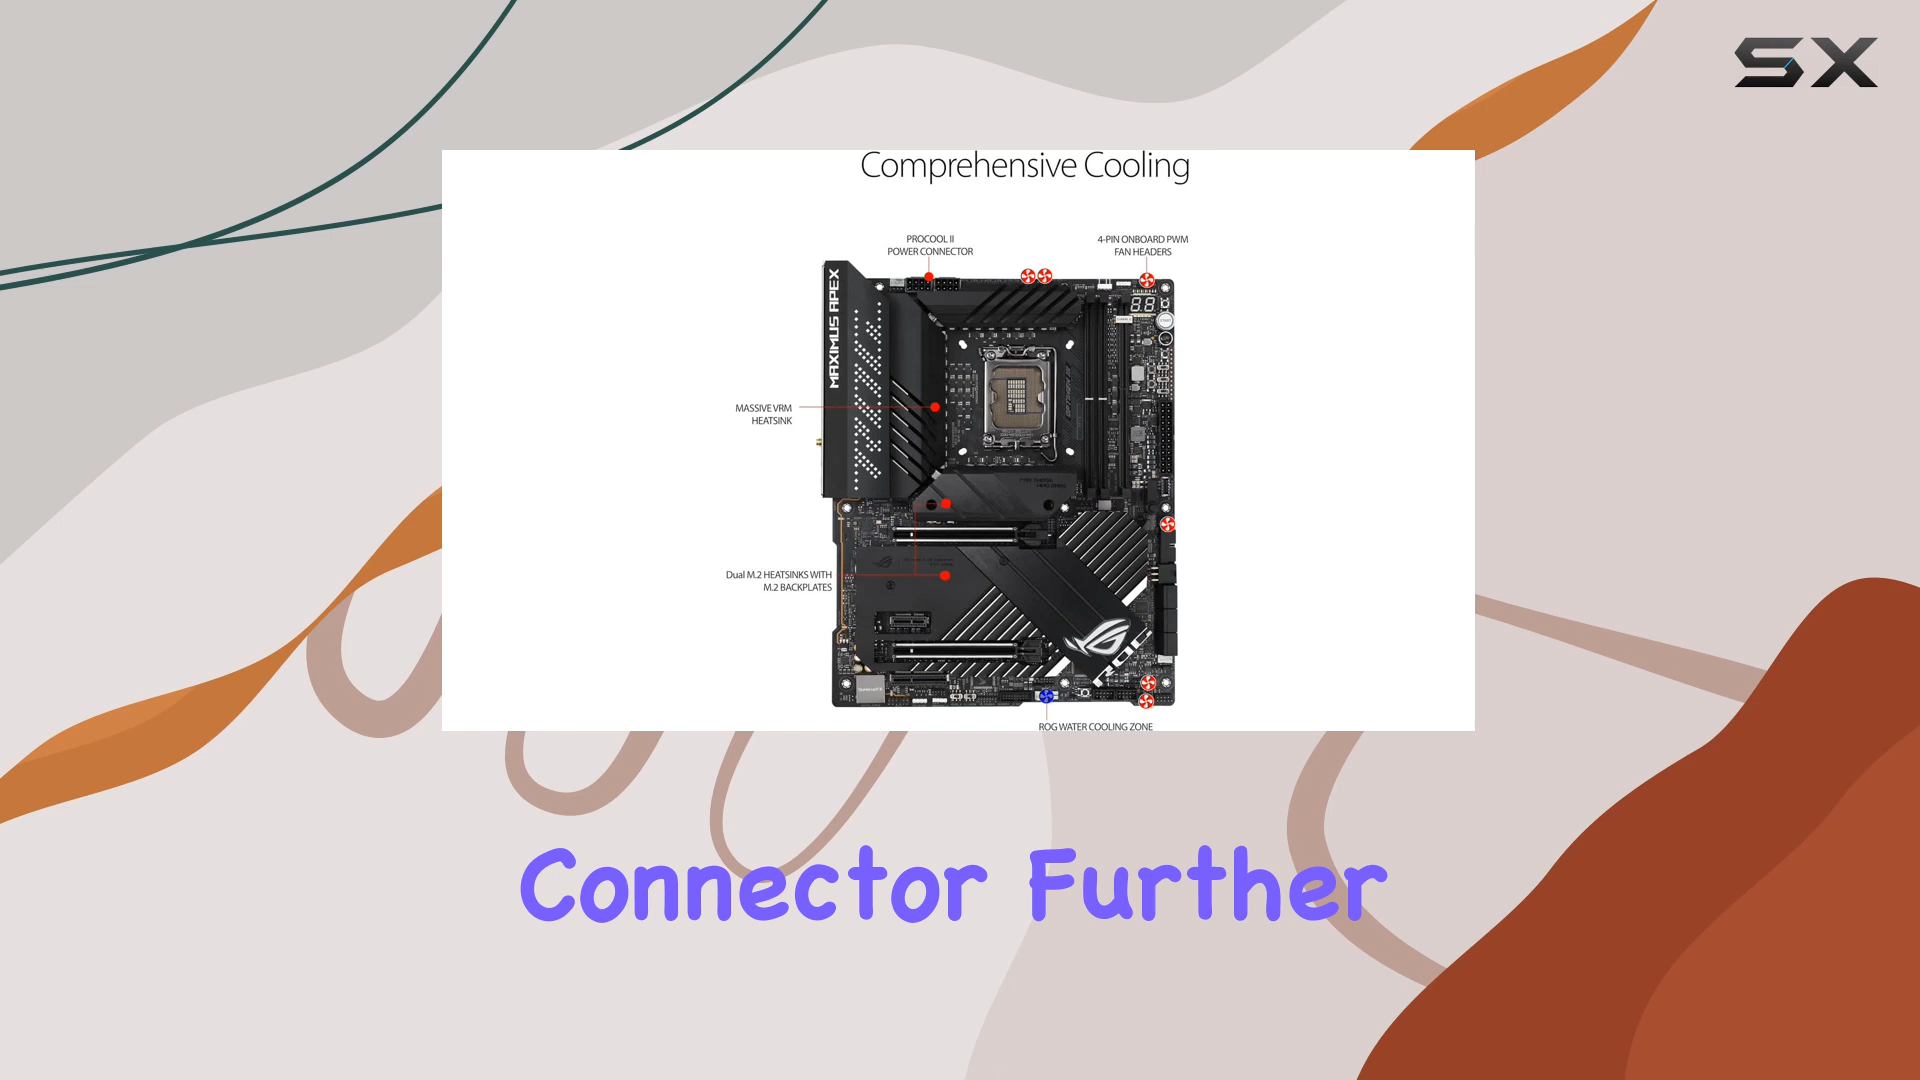 SX
Comprehensive Cooling
PROCOOL II
POWER CONNECTOR
4-PIN ONBOARD PWM
FAN HEADERS
MAXIMUS APEX
MASSIVE VRM
HEATSINK
Dual M.2 HEATSINKS WITH
M.2 BACKPLATES
ROG WATER COOLING ZONE
Connector Further